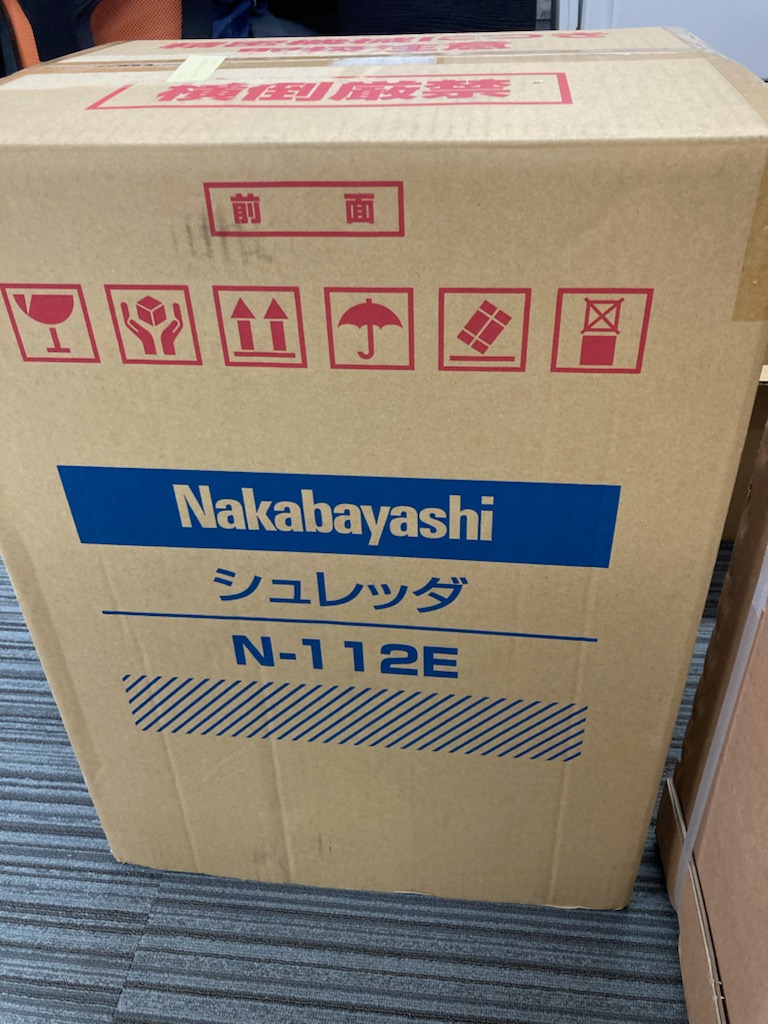 横倒厳禁
前 面
Nakabayashi
シュレッダ
N-112E